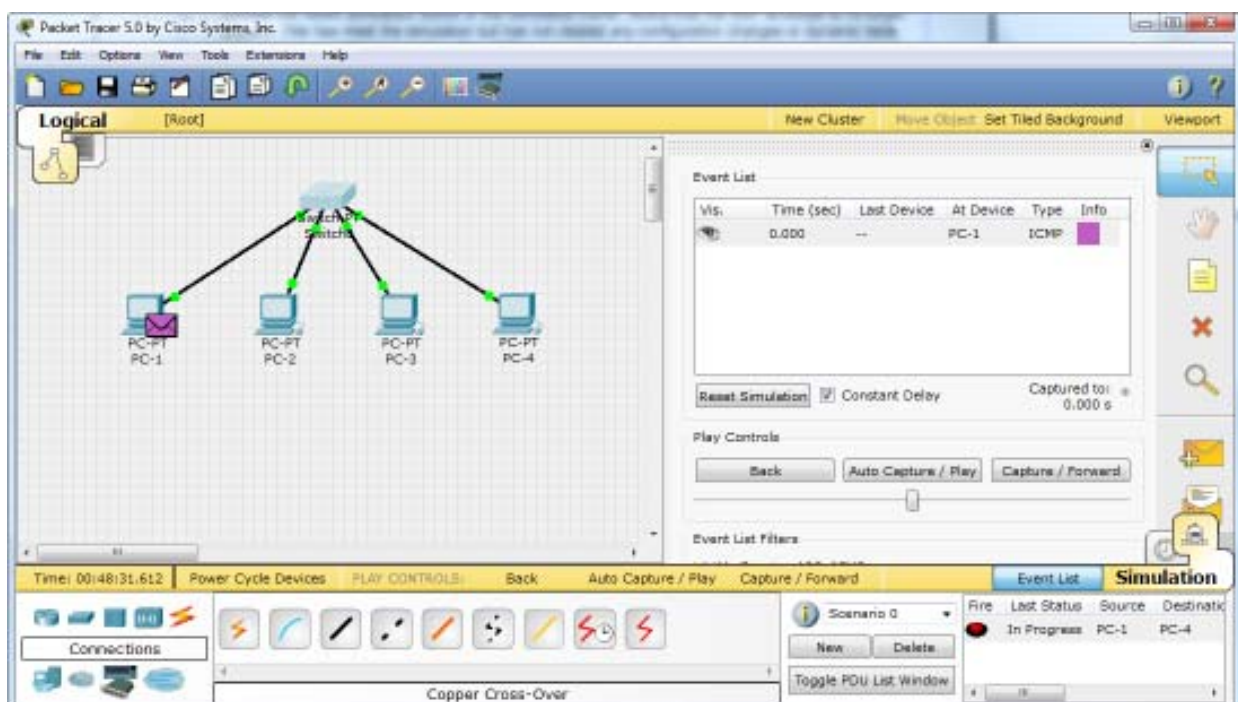 Packet Tracer 5.0 by Cisco Systems, Inc.
File Edit Options View Tools Extensions Help
Logical [Root] New Cluster Move Object Set Tiled Background Viewport
Event List
Vis. Time (sec) Last Device At Device Type Info
0.000 -- PC-1 ICMP
Switch-PT
PC-PT
PC-1
PC-PT
PC-2
PC-PT
PC-3
PC-PT
PC-4
Reset Simulation Constant Delay Captured to:
0.000 s
Play Controls
Back Auto Capture / Play Capture / Forward
Event List Filters
Time: 00:48:31.612 Power Cycle Devices PLAY CONTROLS: Back Auto Capture / Play Capture / Forward Event List Simulation
Connections
Copper Cross-Over
Scenario 0
New Delete
Toggle PDU List Window
Fire Last Status Source Destinatic
In Progress PC-1 PC-4